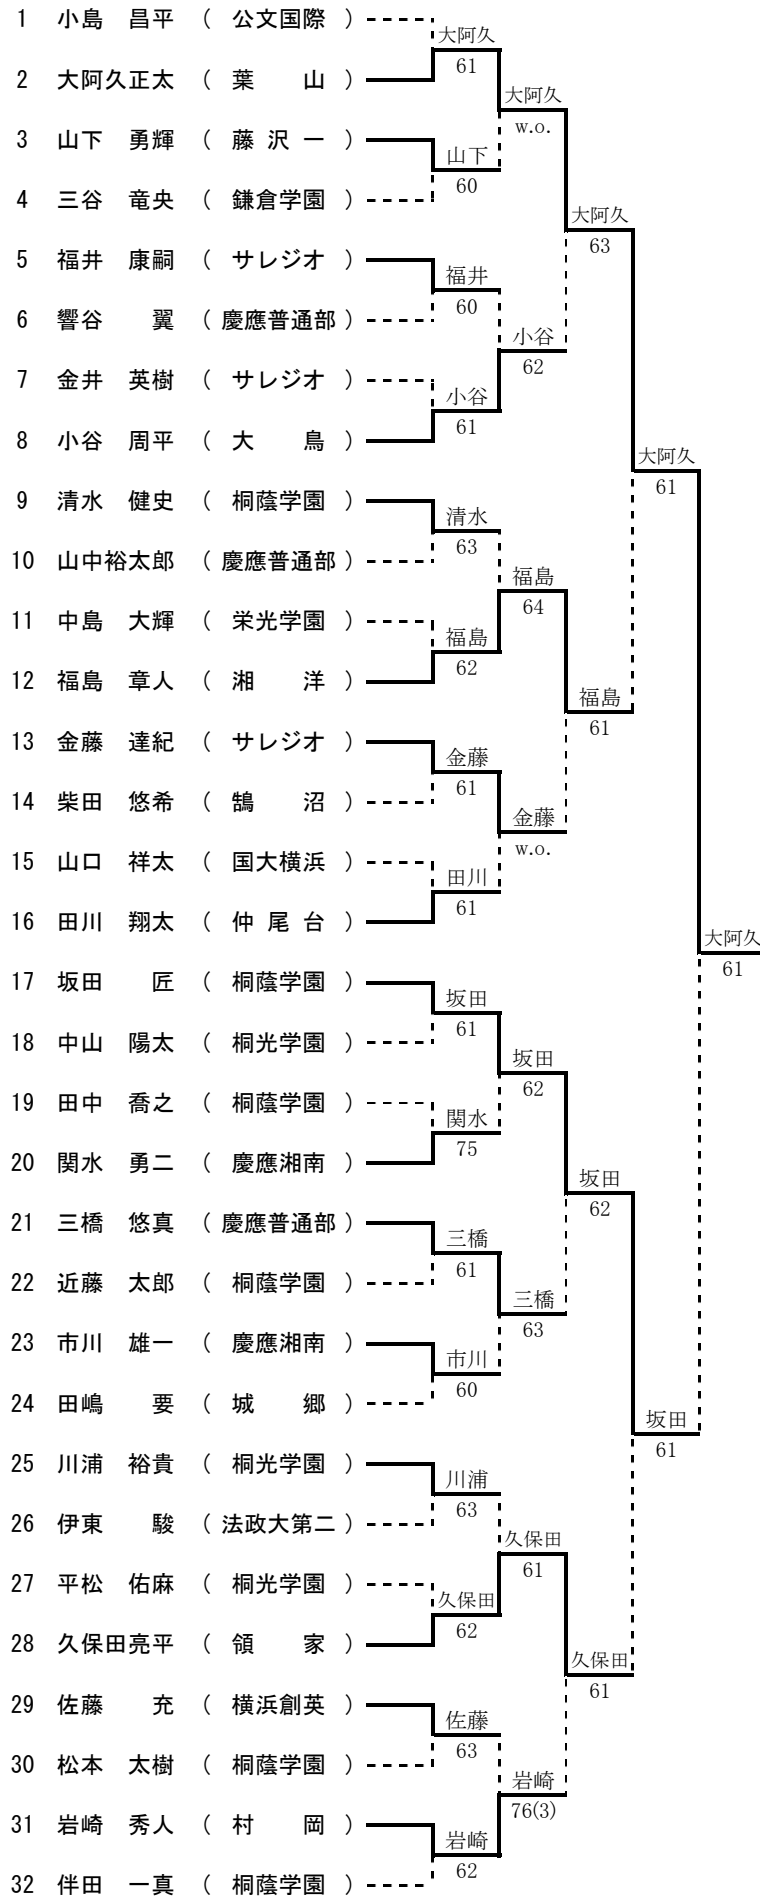 1 小島 昌平 （ 公文国際 ）
大阿久
2 大阿久正太 （ 葉 山 ）
61
大阿久
w.o.
3 山下 勇輝 （ 藤沢一 ）
山下
4 三谷 竜央 （ 鎌倉学園 ）
60
大阿久
63
5 福井 康嗣 （ サレジオ ）
福井
6 響谷 翼 （ 慶應普通部 ）
60
小谷
62
7 金井 英樹 （ サレジオ ）
小谷
8 小谷 周平 （ 大 鳥 ）
61
大阿久
61
9 清水 健史 （ 桐蔭学園 ）
清水
10 山中裕太郎 （ 慶應普通部 ）
63
福島
64
11 中島 大輝 （ 栄光学園 ）
福島
12 福島 章人 （ 湘 洋 ）
62
福島
61
13 金藤 達紀 （ サレジオ ）
金藤
14 柴田 悠希 （ 鵠 沼 ）
61
金藤
w.o.
15 山口 祥太 （ 国大横浜 ）
田川
16 田川 翔太 （ 仲尾台 ）
61
大阿久
61
17 坂田 匠 （ 桐蔭学園 ）
坂田
18 中山 陽太 （ 桐光学園 ）
61
坂田
62
19 田中 喬之 （ 桐蔭学園 ）
関水
20 関水 勇二 （ 慶應湘南 ）
75
坂田
62
21 三橋 悠真 （ 慶應普通部 ）
三橋
22 近藤 太郎 （ 桐蔭学園 ）
61
三橋
63
23 市川 雄一 （ 慶應湘南 ）
市川
24 田嶋 要 （ 城 郷 ）
60
坂田
61
25 川浦 裕貴 （ 桐光学園 ）
川浦
26 伊東 駿 （ 法政大第二 ）
63
久保田
61
27 平松 佑麻 （ 桐光学園 ）
久保田
28 久保田亮平 （ 領 家 ）
62
久保田
61
29 佐藤 充 （ 横浜創英 ）
佐藤
30 松本 太樹 （ 桐蔭学園 ）
63
岩崎
76(3)
31 岩崎 秀人 （ 村 岡 ）
岩崎
32 伴田 一真 （ 桐蔭学園 ）
62